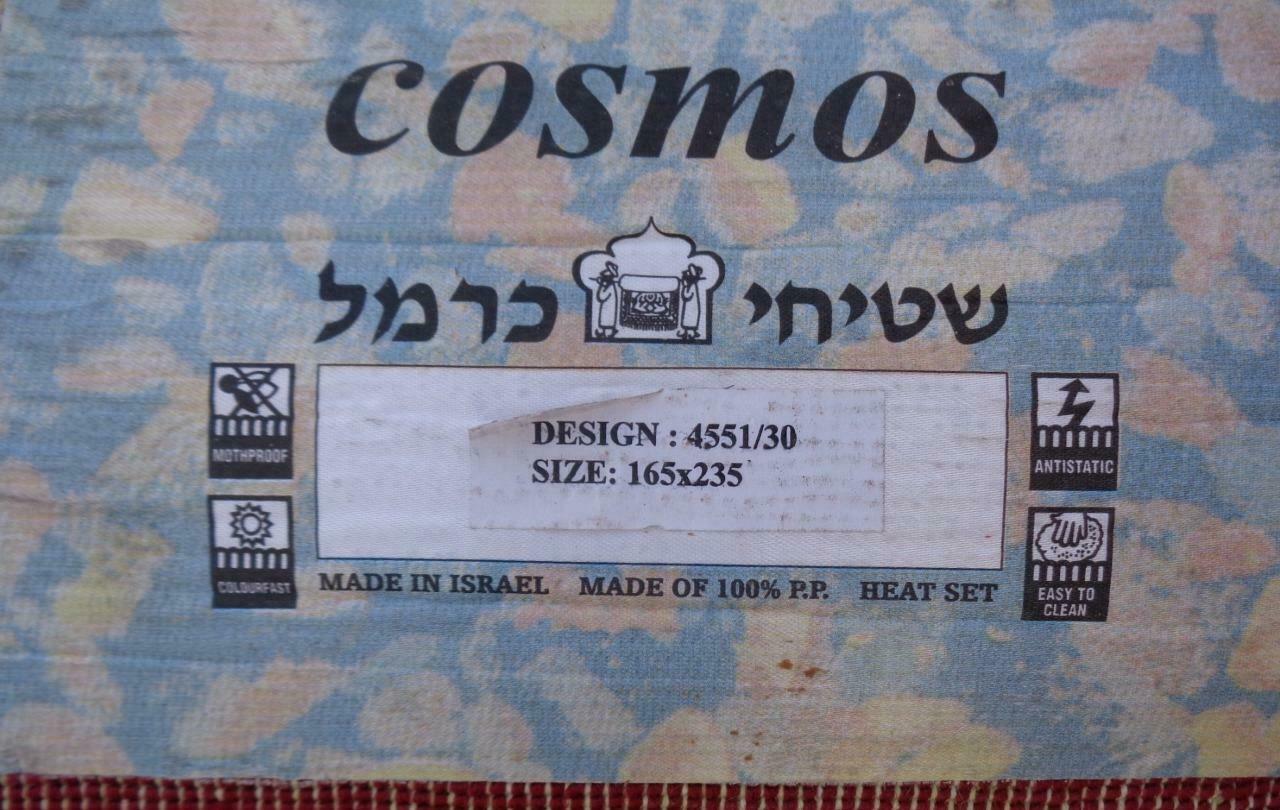 cosmos
שטיחי כרמל
MOTHPROOF
ANTISTATIC
DESIGN : 4551/30
SIZE: 165x235
COLOURFAST
EASY TO
CLEAN
MADE IN ISRAEL MADE OF 100% P.P. HEAT SET